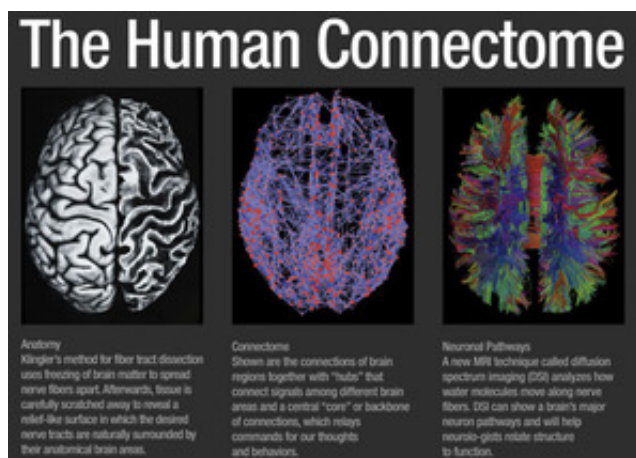 The Human Connectome
Anatomy
Klingler's method for fiber tract dissection
uses freezing of brain matter to spread
nerve fibers apart. Afterwards, tissue is
carefully scratched away to reveal a
relief-like surface in which the desired
nerve tracts are naturally surrounded by
their anatomical brain areas.
Connectome
Shown are the connections of brain
regions together with "hubs" that
connect signals among different brain
areas and a central "core" or backbone
of connections, which relays
commands for our thoughts
and behaviors.
Neuronal Pathways
A new MRI technique called diffusion
spectrum imaging (DSI) analyzes how
water molecules move along nerve
fibers. DSI can show a brain's major
neuron pathways and will help
neurolo-gists relate structure
to function.